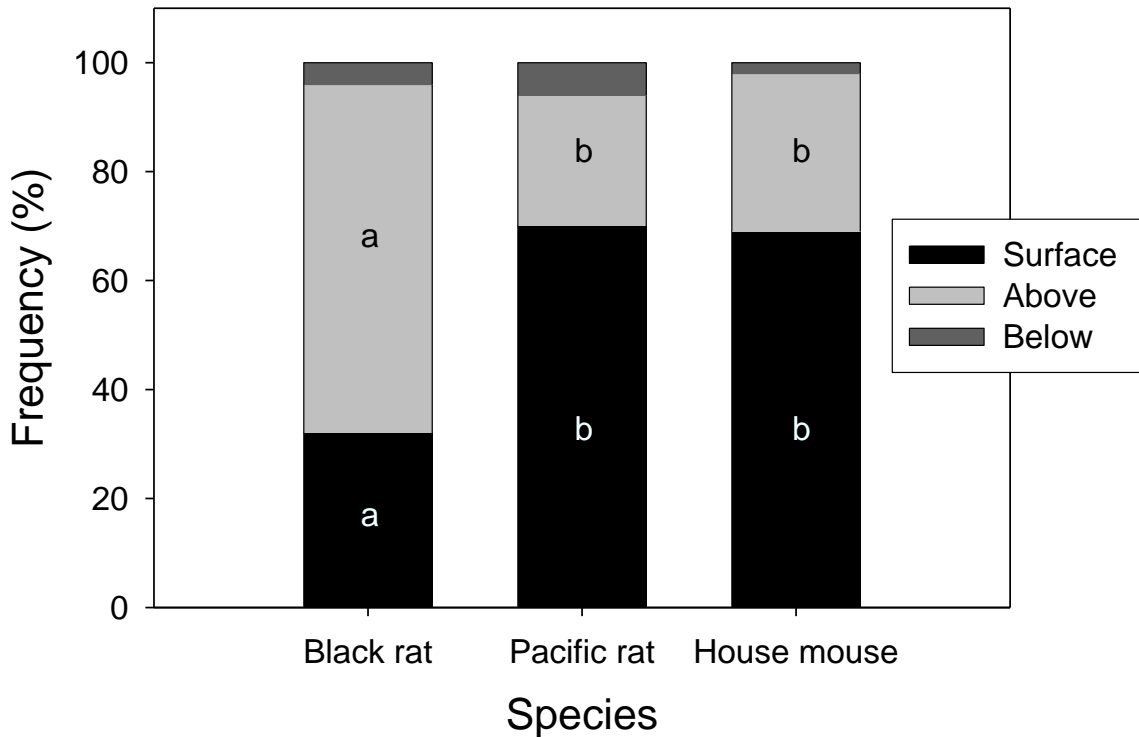 Frequency (%)
100
80
60
40
20
0
a
a
b
b
b
b
Surface
Above
Below
Black rat
Pacific rat
House mouse
Species